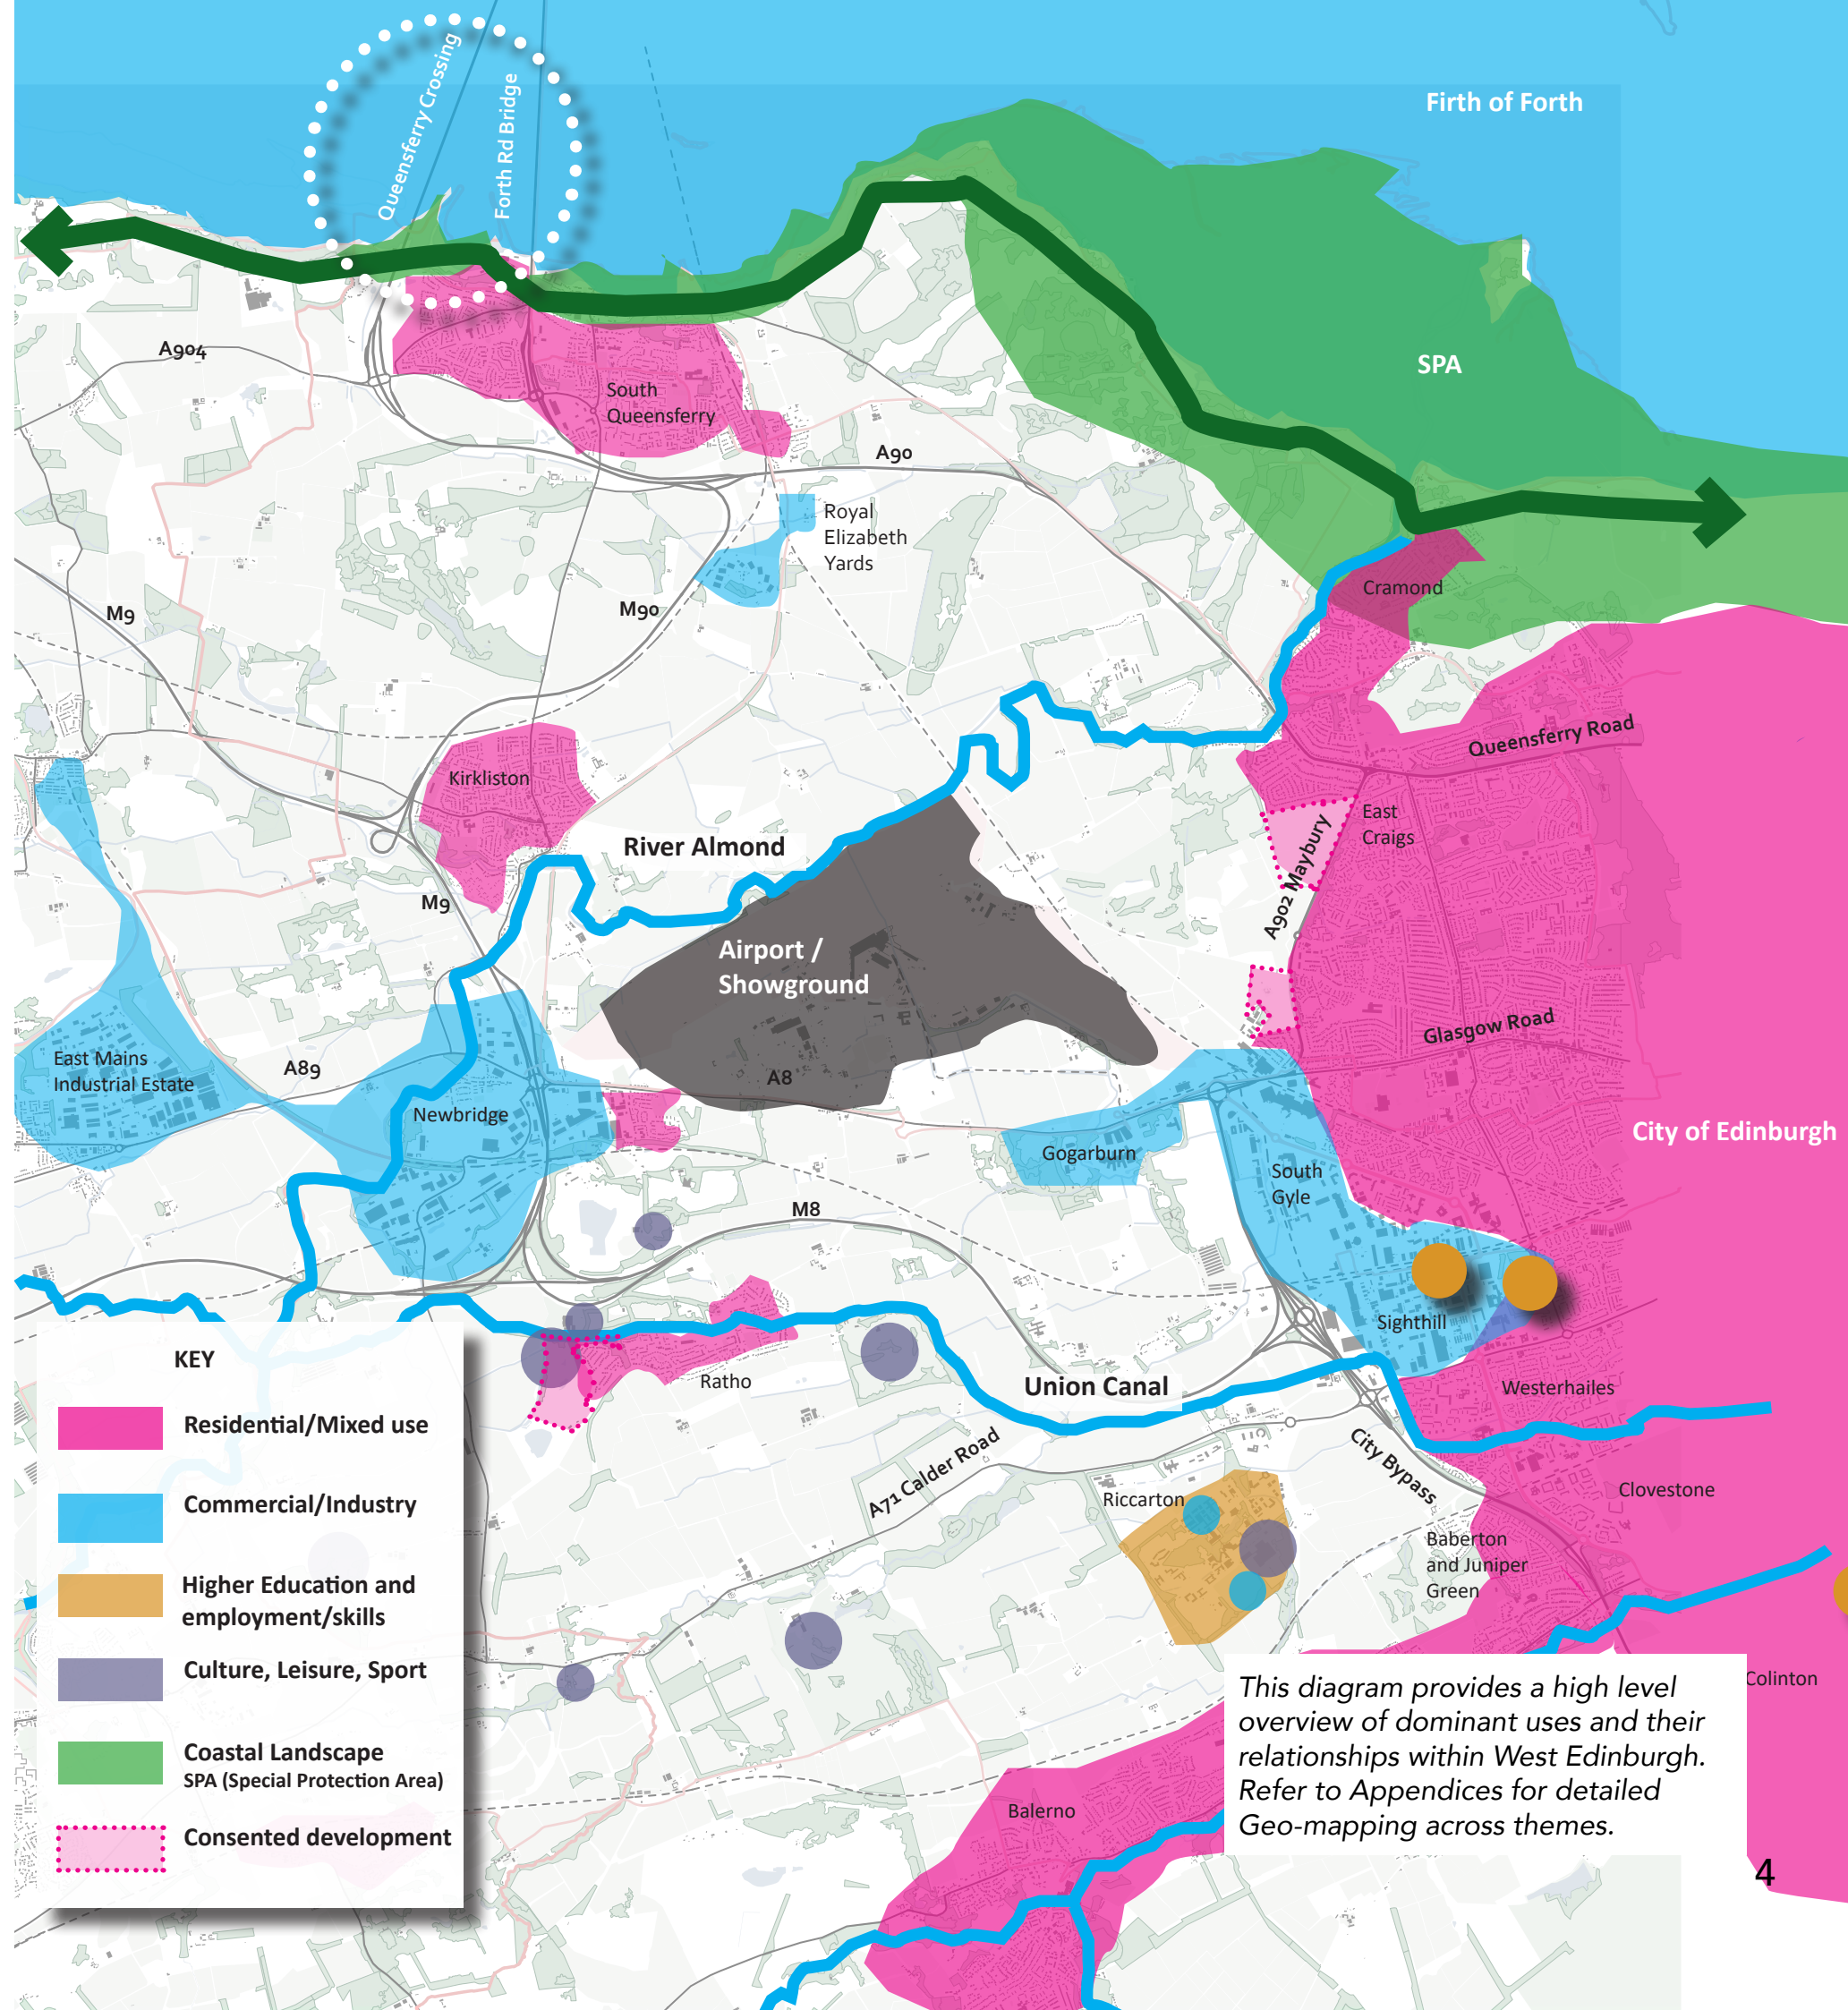 Queensferry Crossing
Forth Rd Bridge
Firth of Forth
SPA
A904
South
Queensferry
A90
Royal
Elizabeth
Yards
Cramond
M9
M90
Queensferry Road
Kirkliston
East
Craigs
River Almond
A902 Maybury
M9
Airport /
Showground
Glasgow Road
East Mains
Industrial Estate
A89
A8
Newbridge
City of Edinburgh
Gogarburn
South
Gyle
M8
Sighthill
Ratho
Union Canal
Westerhailes
A71 Calder Road
City Bypass
Clovestone
Riccarton
Baberton
and Juniper
Green
Colinton
Balerno
KEY
Residential/Mixed use
Commercial/Industry
Higher Education and
employment/skills
Culture, Leisure, Sport
Coastal Landscape
SPA (Special Protection Area)
Consented development
This diagram provides a high level
overview of dominant uses and their
relationships within West Edinburgh.
Refer to Appendices for detailed
Geo-mapping across themes.
4